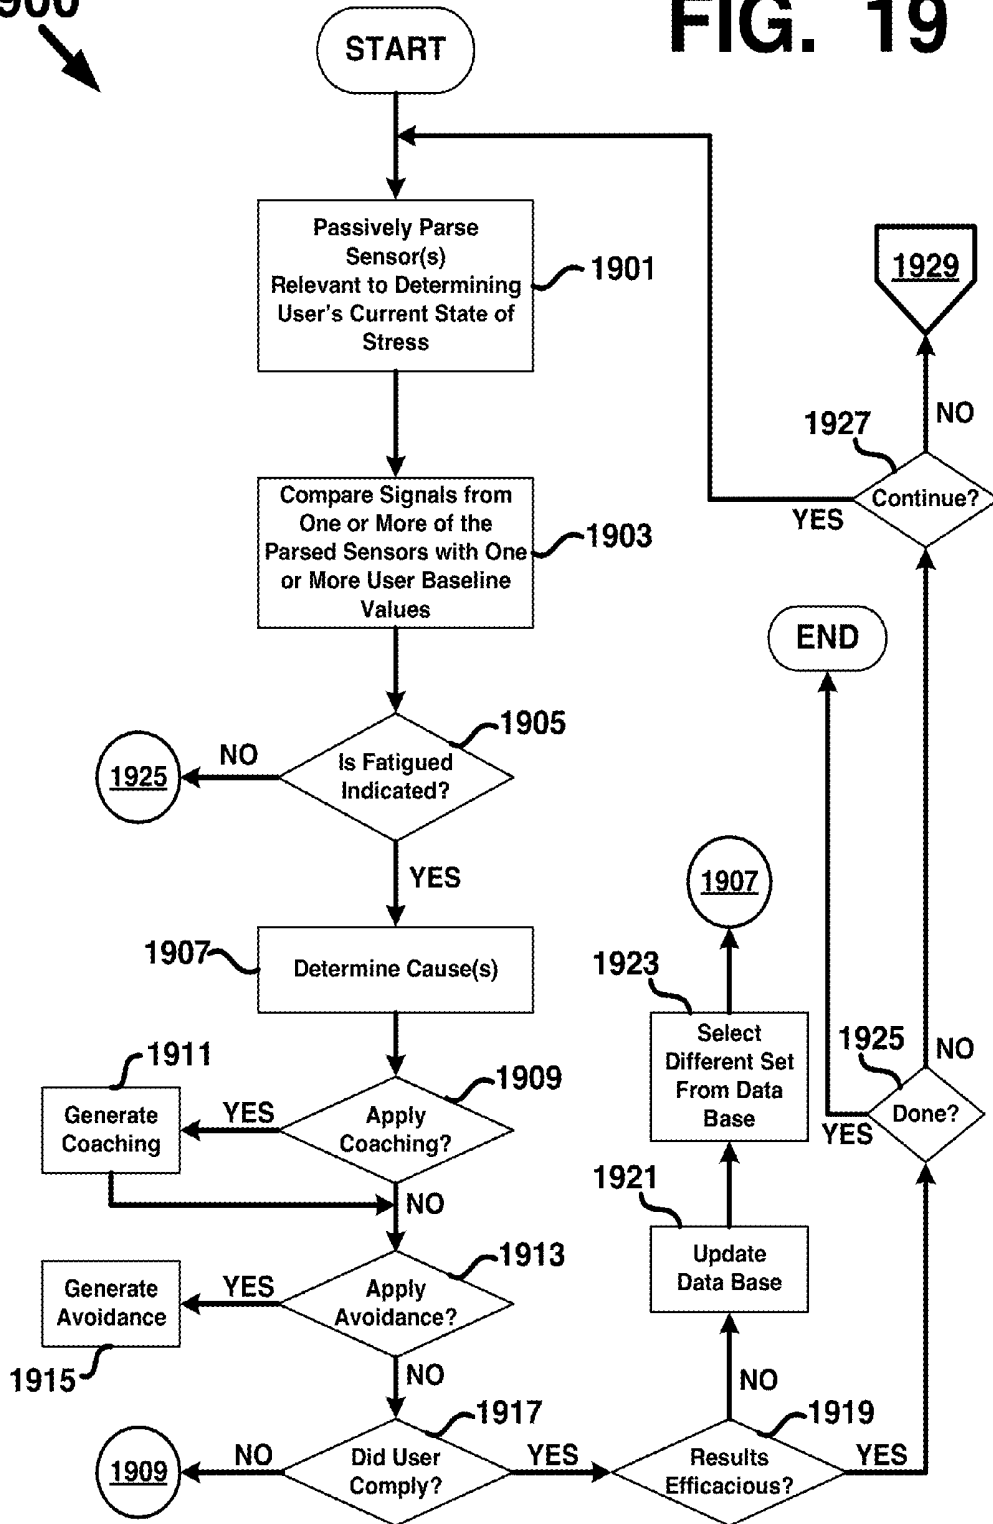 FIG. 19
START
Passively Parse
Sensor(s)
Relevant to Determining
User's Current State of
Stress
1901
1929
NO
1927
Continue?
YES
Compare Signals from
One or More of the
Parsed Sensors with One
or More User Baseline
Values
1903
END
1905
Is Fatigued
Indicated?
NO
1925
YES
1907
1907
Determine Cause(s)
1923
Select
Different Set
From Data
Base
1925
NO
Done?
YES
1911
Generate
Coaching
YES
1909
Apply
Coaching?
NO
1921
Update
Data Base
1913
Apply
Avoidance?
YES
Generate
Avoidance
1915
NO
NO
1917
Did User
Comply?
NO
1909
YES
1919
Results
Efficacious?
YES